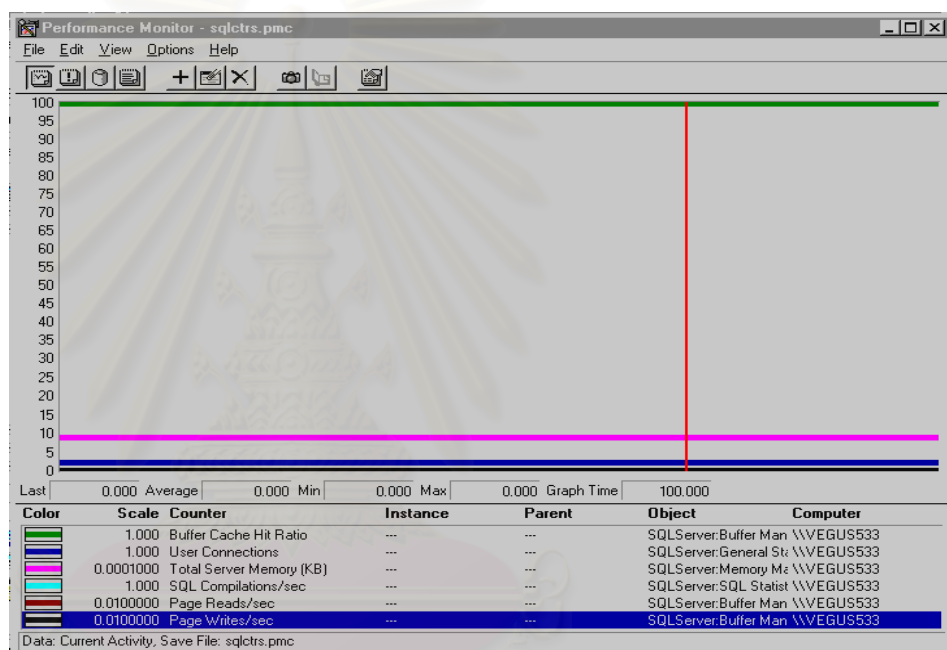 Performance Monitor - sqlctrs.pmc
File Edit View Options Help
100
95
90
85
80
75
70
65
60
55
50
45
40
35
30
25
20
15
10
5
0
Last 0.000 Average 0.000 Min 0.000 Max 0.000 Graph Time 100.000
Color Scale Counter Instance Parent Object Computer
1.000 Buffer Cache Hit Ratio --- --- SQLServer:Buffer Man \\VEGUS533
1.000 User Connections --- --- SQLServer:General Sta \\VEGUS533
0.0001000 Total Server Memory (KB) --- --- SQLServer:Memory Ma \\VEGUS533
1.000 SQL Compilations/sec --- --- SQLServer:SQL Statist \\VEGUS533
0.0100000 Page Reads/sec --- --- SQLServer:Buffer Man \\VEGUS533
0.0100000 Page Writes/sec --- --- SQLServer:Buffer Man \\VEGUS533
Data: Current Activity, Save File: sqlctrs.pmc